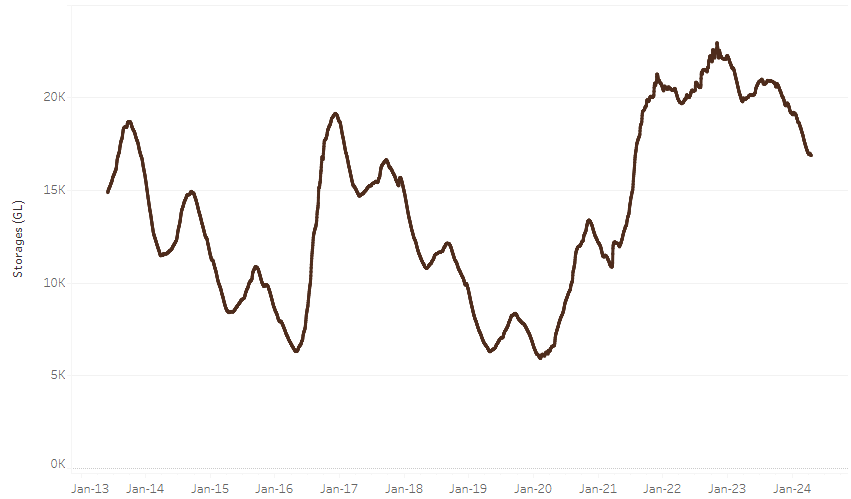 20K
15K
10K
5K
0K
Storages (GL)
Jan-13 Jan-14 Jan-15 Jan-16 Jan-17 Jan-18 Jan-19 Jan-20 Jan-21 Jan-22 Jan-23 Jan-24